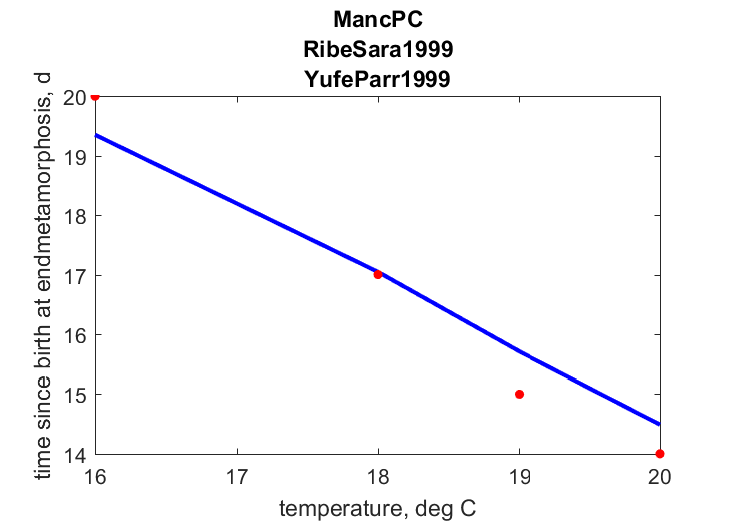 MancPC
RibeSara1999
YufeParr1999
time since birth at endmetamorphosis, d
20
19
18
17
16
15
14
16
17
18
19
20
temperature, deg C